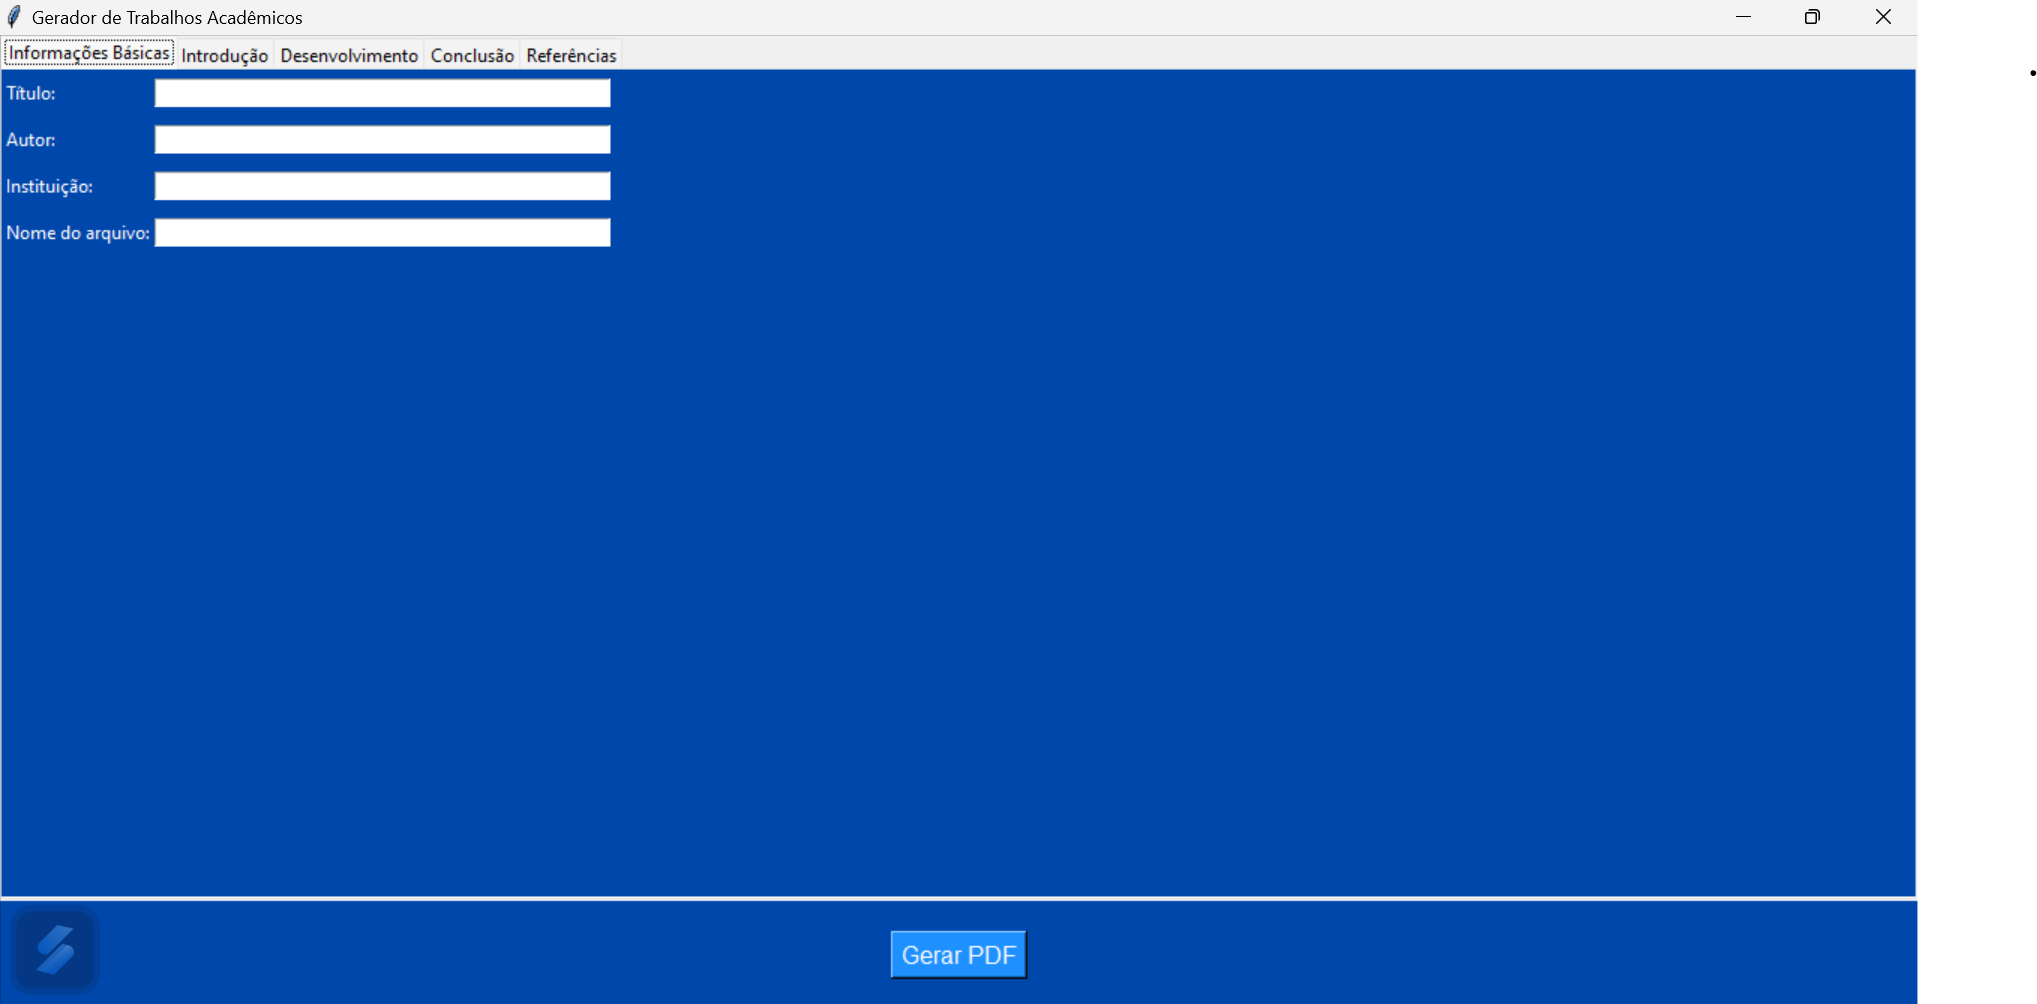 Gerador de Trabalhos Acadêmicos
Informações Básicas Introdução Desenvolvimento Conclusão Referências
Título:
Autor:
Instituição:
Nome do arquivo:
Gerar PDF